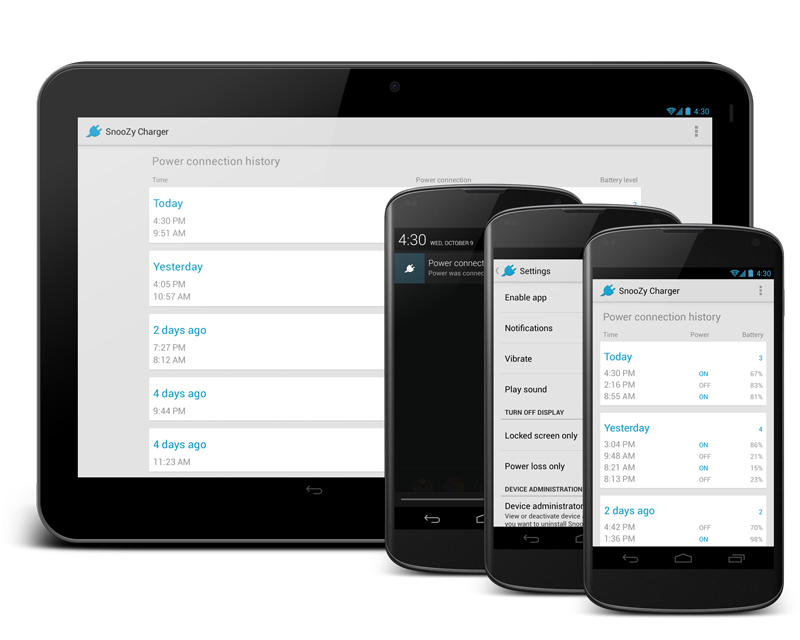 4:30
SnooZy Charger
Power connection history
Time Power connection Battery level
Today
4:30 PM
9:51 AM
Yesterday
4:05 PM
10:57 AM
2 days ago
7:27 PM
8:12 AM
4 days ago
9:44 PM
4 days ago
11:23 AM
4:30 WED, OCTOBER 9
Power connect
Power was connec
Settings
Enable app
Notifications
Vibrate
Play sound
TURN OFF DISPLAY
Locked screen only
Power loss only
DEVICE ADMINISTRATION
Device administrator
View or deactivate device
you want to uninstall Snoo
4:30
SnooZy Charger
Power connection history
Time Power Battery
Today 3
4:30 PM ON 67%
2:16 PM OFF 83%
8:55 AM ON 81%
Yesterday 4
3:04 PM ON 86%
9:48 AM OFF 21%
8:21 AM ON 15%
8:13 PM OFF 23%
2 days ago 2
4:42 PM OFF 70%
1:36 PM ON 98%